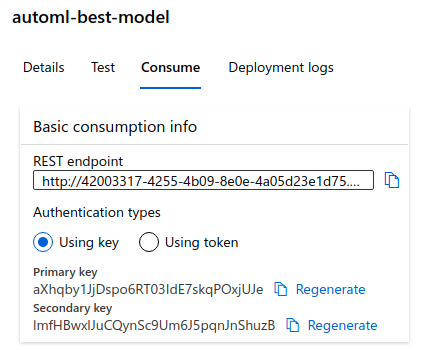 automl-best-model
Details Test Consume Deployment logs
Basic consumption info
REST endpoint
http://42003317-4255-4b09-8e0e-4a05d23e1d75....
Authentication types
Using key Using token
Primary key
aXhqby1JjDspo6RT03IdE7skqPOxjUJe Regenerate
Secondary key
lmfHBwxlJuCQynSc9Um6J5pqnJnShuzB Regenerate